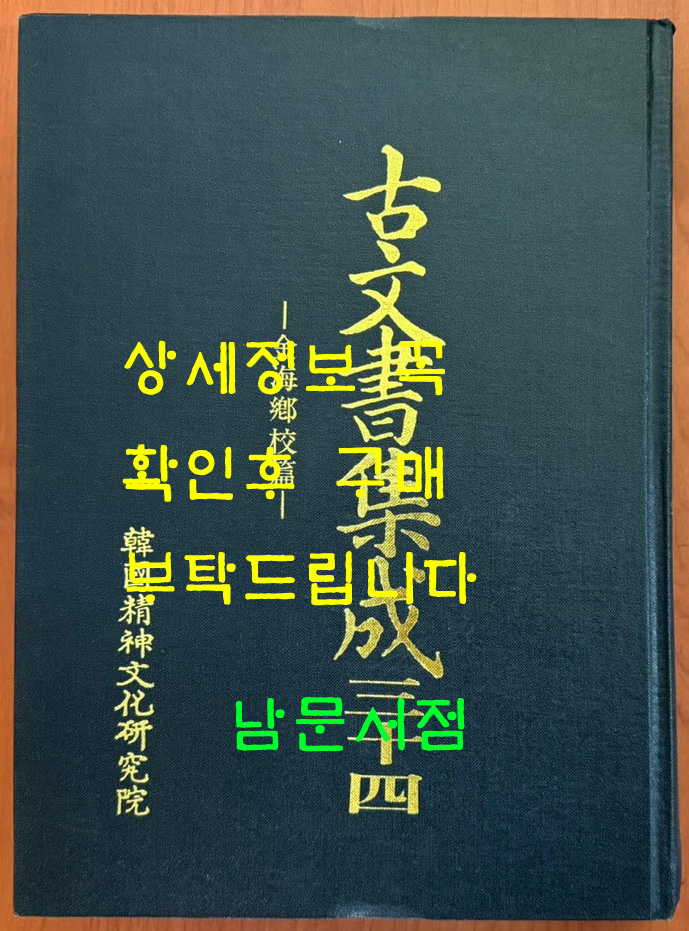 古文書集成三十四
—金海鄕校篇—
韓國精神文化研究院
상세정보 꼭
확인후 구매
부탁드립니다
남문서점